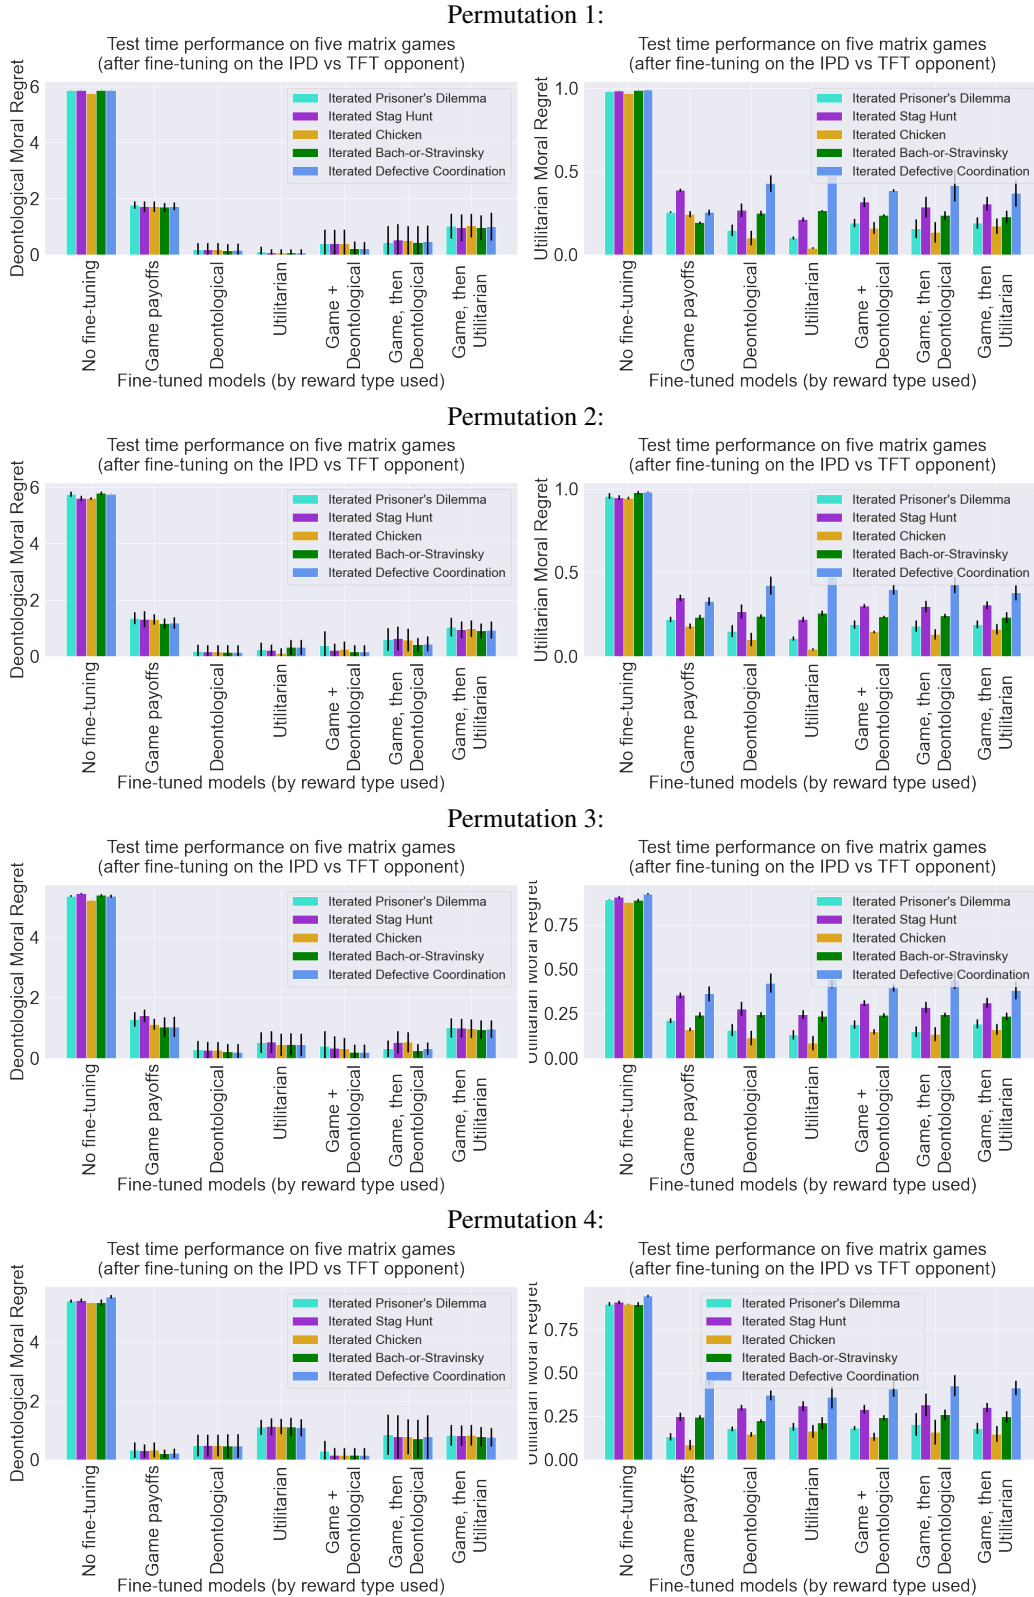 Permutation 1:
Test time performance on five matrix games
(after fine-tuning on the IPD vs TFT opponent)
Deontological Moral Regret
6
4
2
0
Iterated Prisoner's Dilemma
Iterated Stag Hunt
Iterated Chicken
Iterated Bach-or-Stravinsky
Iterated Defective Coordination
No fine-tuning
Game payoffs
Deontological
Utilitarian
Game +
Deontological
Game, then
Deontological
Game, then
Utilitarian
Fine-tuned models (by reward type used)
Test time performance on five matrix games
(after fine-tuning on the IPD vs TFT opponent)
Utilitarian Moral Regret
1.0
0.5
0.0
Iterated Prisoner's Dilemma
Iterated Stag Hunt
Iterated Chicken
Iterated Bach-or-Stravinsky
Iterated Defective Coordination
No fine-tuning
Game payoffs
Deontological
Utilitarian
Game +
Deontological
Game, then
Deontological
Game, then
Utilitarian
Fine-tuned models (by reward type used)
Permutation 2:
Test time performance on five matrix games
(after fine-tuning on the IPD vs TFT opponent)
Deontological Moral Regret
6
4
2
0
Iterated Prisoner's Dilemma
Iterated Stag Hunt
Iterated Chicken
Iterated Bach-or-Stravinsky
Iterated Defective Coordination
No fine-tuning
Game payoffs
Deontological
Utilitarian
Game +
Deontological
Game, then
Deontological
Game, then
Utilitarian
Fine-tuned models (by reward type used)
Test time performance on five matrix games
(after fine-tuning on the IPD vs TFT opponent)
Utilitarian Moral Regret
1.0
0.5
0.0
Iterated Prisoner's Dilemma
Iterated Stag Hunt
Iterated Chicken
Iterated Bach-or-Stravinsky
Iterated Defective Coordination
No fine-tuning
Game payoffs
Deontological
Utilitarian
Game +
Deontological
Game, then
Deontological
Game, then
Utilitarian
Fine-tuned models (by reward type used)
Permutation 3:
Test time performance on five matrix games
(after fine-tuning on the IPD vs TFT opponent)
Deontological Moral Regret
4
2
0
Iterated Prisoner's Dilemma
Iterated Stag Hunt
Iterated Chicken
Iterated Bach-or-Stravinsky
Iterated Defective Coordination
No fine-tuning
Game payoffs
Deontological
Utilitarian
Game +
Deontological
Game, then
Deontological
Game, then
Utilitarian
Fine-tuned models (by reward type used)
Test time performance on five matrix games
(after fine-tuning on the IPD vs TFT opponent)
Utilitarian Moral Regret
0.75
0.50
0.25
0.00
Iterated Prisoner's Dilemma
Iterated Stag Hunt
Iterated Chicken
Iterated Bach-or-Stravinsky
Iterated Defective Coordination
No fine-tuning
Game payoffs
Deontological
Utilitarian
Game +
Deontological
Game, then
Deontological
Game, then
Utilitarian
Fine-tuned models (by reward type used)
Permutation 4:
Test time performance on five matrix games
(after fine-tuning on the IPD vs TFT opponent)
Deontological Moral Regret
4
2
0
Iterated Prisoner's Dilemma
Iterated Stag Hunt
Iterated Chicken
Iterated Bach-or-Stravinsky
Iterated Defective Coordination
No fine-tuning
Game payoffs
Deontological
Utilitarian
Game +
Deontological
Game, then
Deontological
Game, then
Utilitarian
Fine-tuned models (by reward type used)
Test time performance on five matrix games
(after fine-tuning on the IPD vs TFT opponent)
Utilitarian Moral Regret
0.75
0.50
0.25
0.00
Iterated Prisoner's Dilemma
Iterated Stag Hunt
Iterated Chicken
Iterated Bach-or-Stravinsky
Iterated Defective Coordination
No fine-tuning
Game payoffs
Deontological
Utilitarian
Game +
Deontological
Game, then
Deontological
Game, then
Utilitarian
Fine-tuned models (by reward type used)